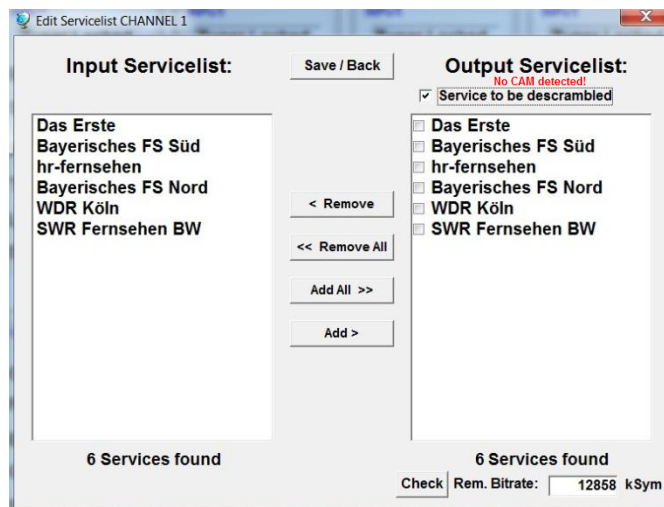 Edit Servicelist CHANNEL 1
Input Servicelist:
Save / Back
Output Servicelist:
No CAM detected!
Service to be descrambled
Das Erste
Bayerisches FS Süd
hr-fernsehen
Bayerisches FS Nord
WDR Köln
SWR Fernsehen BW
< Remove
<< Remove All
Add All >>
Add >
Das Erste
Bayerisches FS Süd
hr-fernsehen
Bayerisches FS Nord
WDR Köln
SWR Fernsehen BW
6 Services found
6 Services found
Check Rem. Bitrate: 12858 kSym